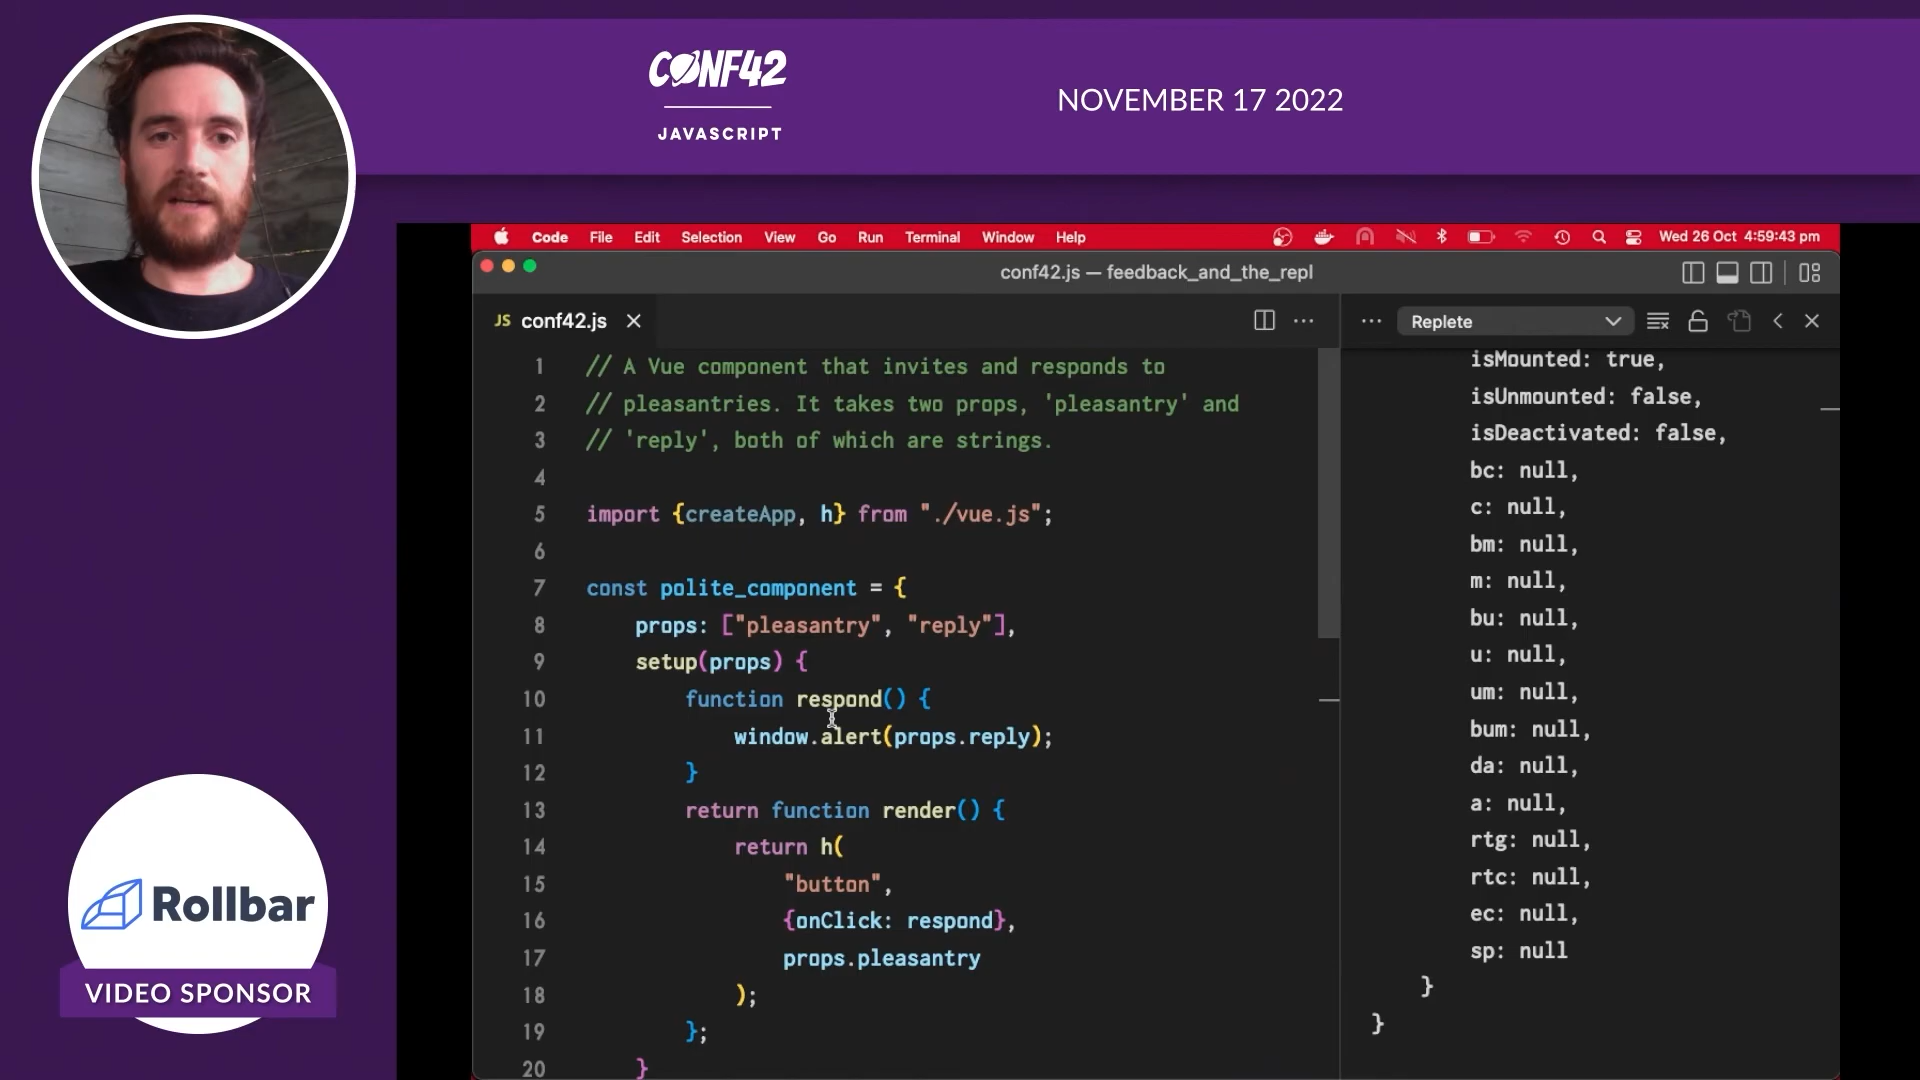 CONF42
JAVASCRIPT
NOVEMBER 17 2022
Code File Edit Selection View Go Run Terminal Window Help
Wed 26 Oct 4:59:43 pm
conf42.js — feedback_and_the_repl
JS conf42.js
Replete
1 // A Vue component that invites and responds to
2 // pleasantries. It takes two props, 'pleasantry' and
3 // 'reply', both of which are strings.
4
5 import {createApp, h} from "./vue.js";
6
7 const polite_component = {
8 props: ["pleasantry", "reply"],
9 setup(props) {
10 function respond() {
11 window.alert(props.reply);
12 }
13 return function render() {
14 return h(
15 "button",
16 {onClick: respond},
17 props.pleasantry
18 );
19 };
20 }
isMounted: true,
isUnmounted: false,
isDeactivated: false,
bc: null,
c: null,
bm: null,
m: null,
bu: null,
u: null,
um: null,
bum: null,
da: null,
a: null,
rtg: null,
rtc: null,
ec: null,
sp: null
}
}
Rollbar
VIDEO SPONSOR